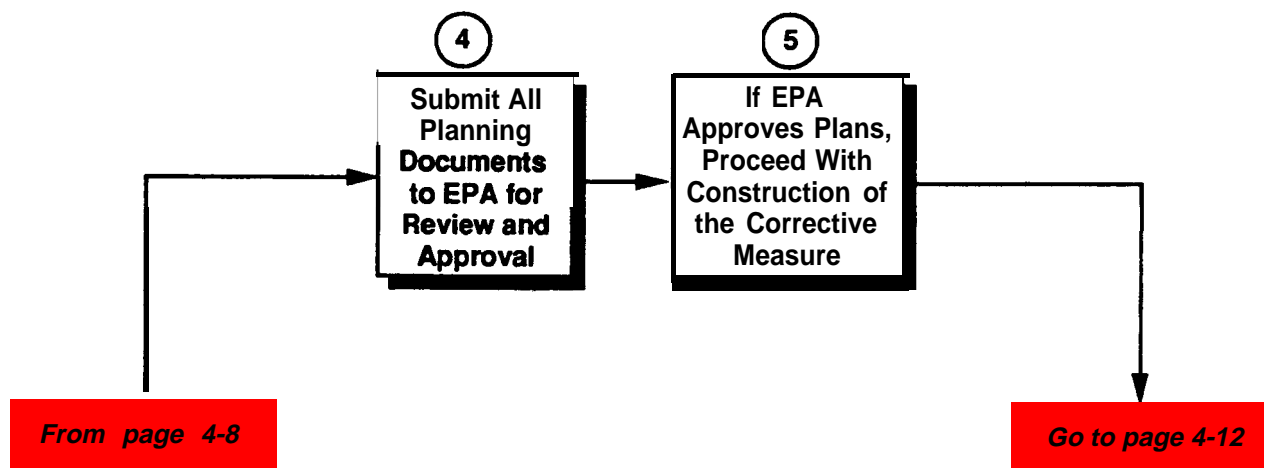 4
Submit All
Planning
Documents
to EPA for
Review and
Approval
5
If EPA
Approves Plans,
Proceed With
Construction of
the Corrective
Measure
From page 4-8
Go to page 4-12